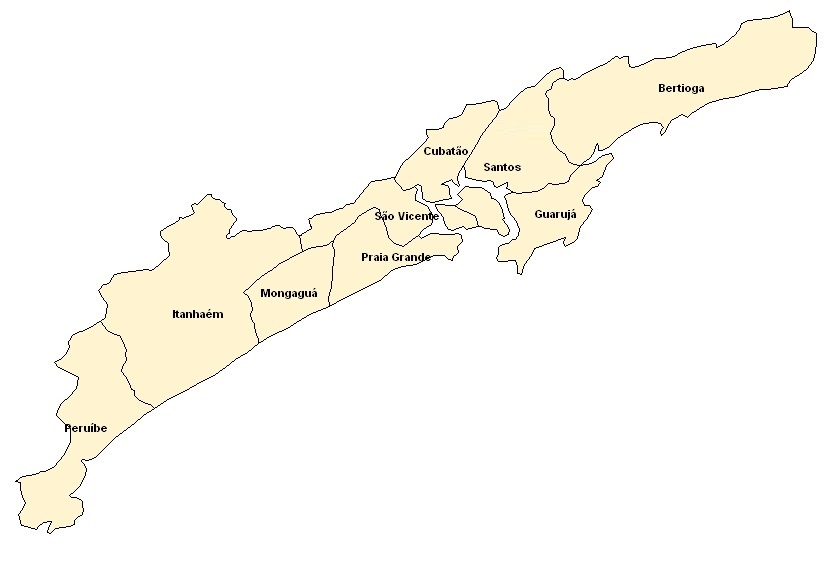 Bertioga
Cubatão
Santos
São Vicente
Guarujá
Praia Grande
Mongaguá
Itanhaém
Peruíbe